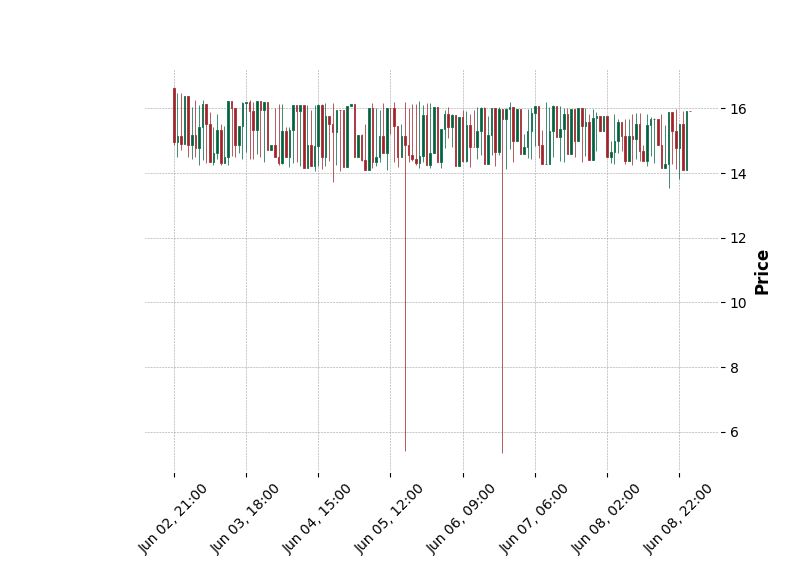 16
14
12
10
8
6
Price
Jun 02, 21:00
Jun 03, 18:00
Jun 04, 15:00
Jun 05, 12:00
Jun 06, 09:00
Jun 07, 06:00
Jun 08, 02:00
Jun 08, 22:00